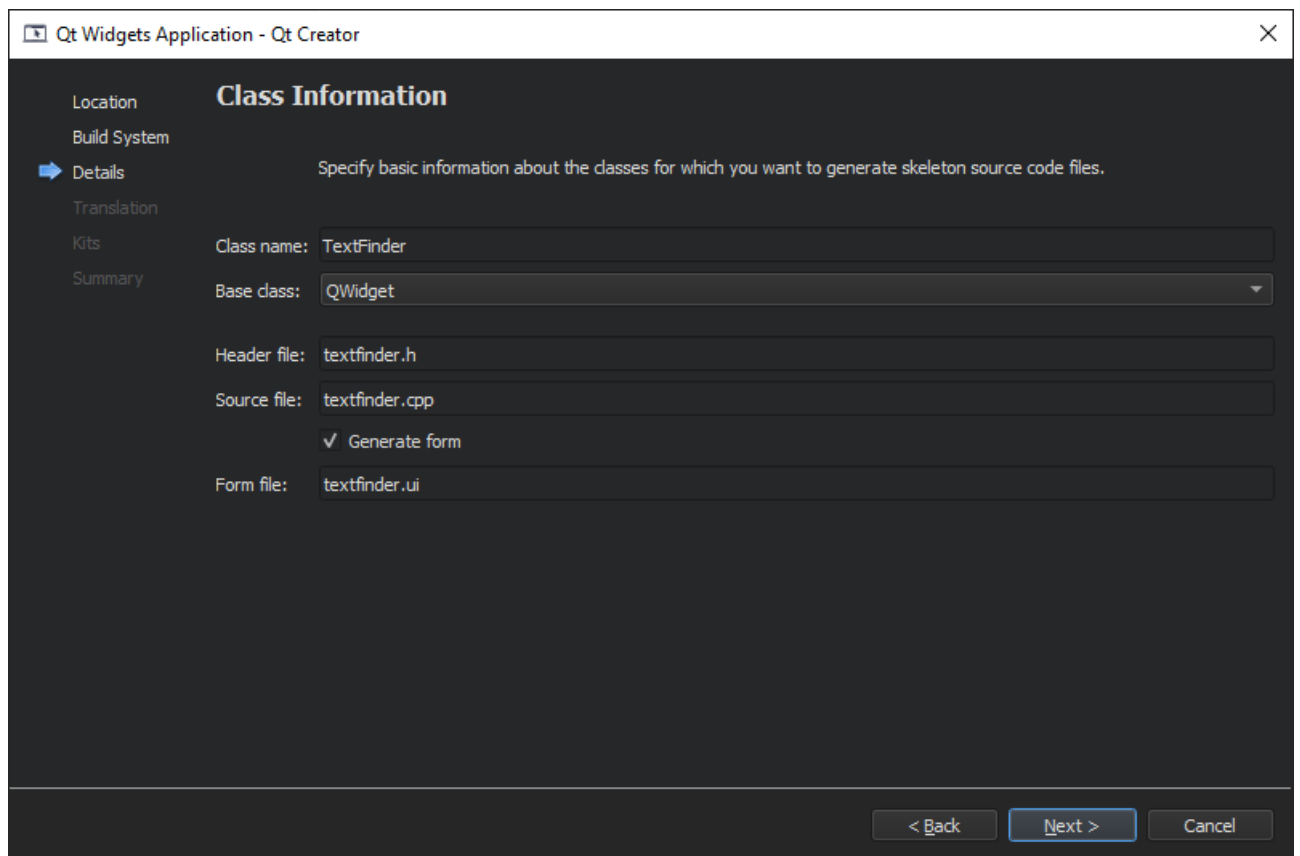 Qt Widgets Application - Qt Creator
Location
Build System
Details
Translation
Kits
Summary
Class Information
Specify basic information about the classes for which you want to generate skeleton source code files.
Class name: TextFinder
Base class: QWidget
Header file: textfinder.h
Source file: textfinder.cpp
Generate form
Form file: textfinder.ui
< Back Next > Cancel